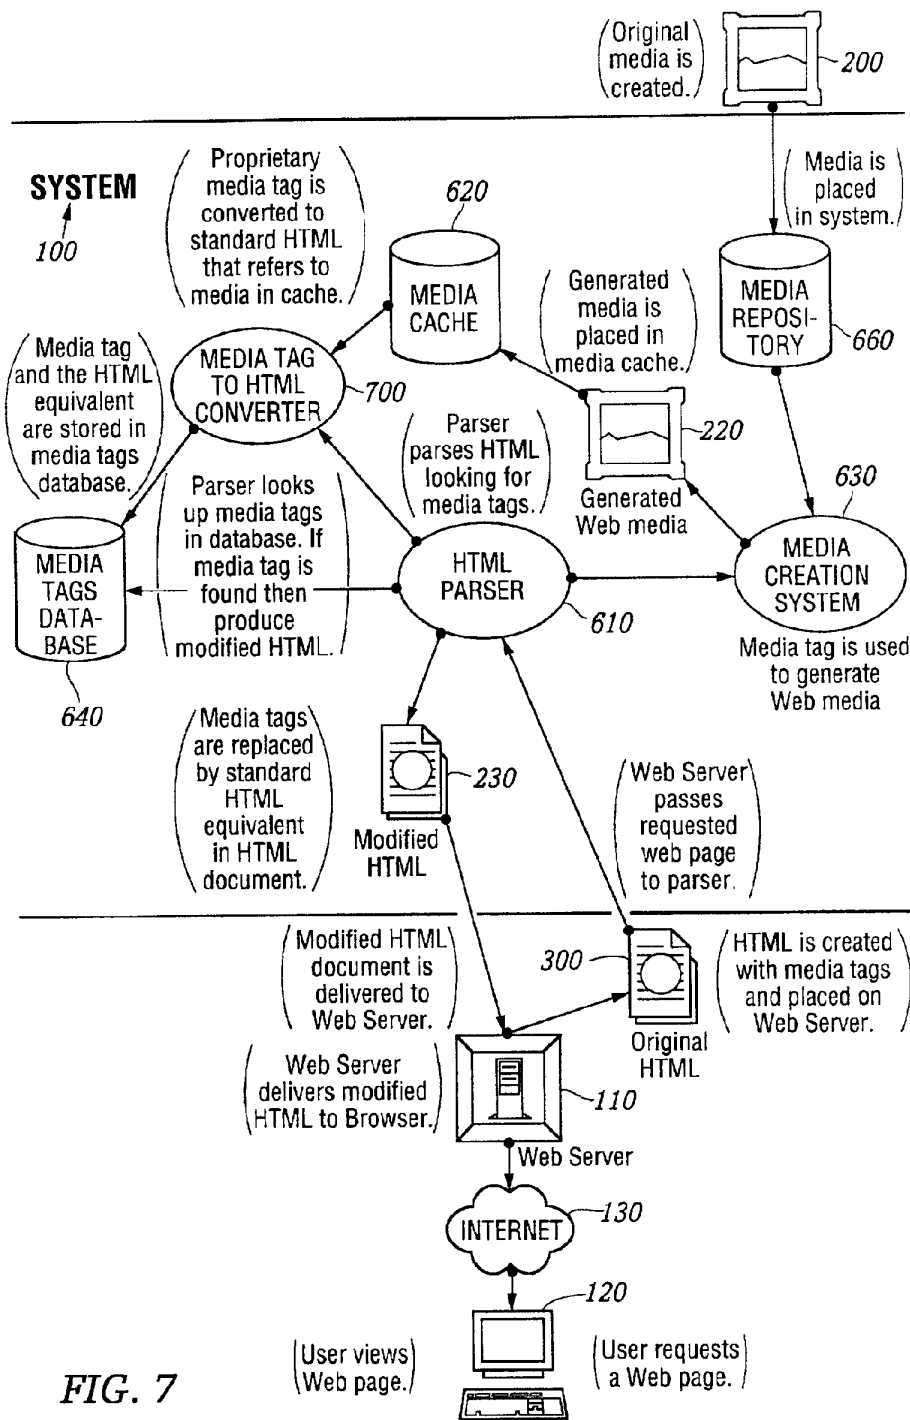 (Original
media is
created.)
200
SYSTEM
100
(Proprietary
media tag is
converted to
standard HTML
that refers to
media in cache.)
620
MEDIA
CACHE
(Media is
placed
in system.)
(Generated
media is
placed in
media cache.)
MEDIA
REPOSI-
TORY
660
(Media tag
and the HTML
equivalent
are stored in
media tags
database.)
MEDIA TAG
TO HTML
CONVERTER
700
(Parser
parses HTML
looking for
media tags.)
220
Generated
Web media
630
MEDIA
CREATION
SYSTEM
Media tag is used
to generate
Web media
(Parser looks
up media tags
in database. If
media tag is
found then
produce
modified HTML.)
HTML
PARSER
610
MEDIA
TAGS
DATA-
BASE
640
(Media tags
are replaced
by standard
HTML
equivalent
in HTML
document.)
230
Modified
HTML
(Web Server
passes
requested
web page
to parser.)
(Modified HTML
document is
delivered to
Web Server.)
300
Original
HTML
(HTML is created
with media tags
and placed on
Web Server.)
(Web Server
delivers modified
HTML to Browser.)
110
Web Server
INTERNET
130
120
(User views
Web page.)
(User requests
a Web page.)
FIG. 7